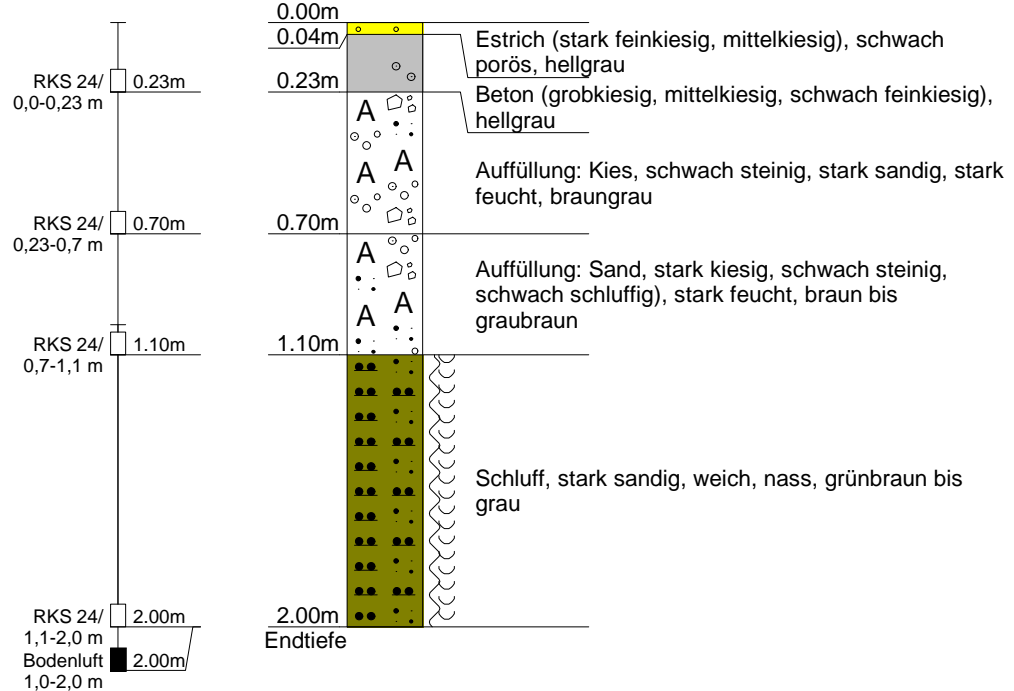 0.00m
0.04m
Estrich (stark feinkiesig, mittelkiesig), schwach
porös, hellgrau
RKS 24/ 0.23m
0,0-0,23 m
0.23m
Beton (grobkiesig, mittelkiesig, schwach feinkiesig),
hellgrau
A
A
A
Auffüllung: Kies, schwach steinig, stark sandig, stark
feucht, braungrau
RKS 24/ 0.70m
0,23-0,7 m
0.70m
A
A
A
Auffüllung: Sand, stark kiesig, schwach steinig,
schwach schluffig), stark feucht, braun bis
graubraun
RKS 24/ 1.10m
0,7-1,1 m
1.10m
Schluff, stark sandig, weich, nass, grünbraun bis
grau
RKS 24/ 2.00m
1,1-2,0 m
2.00m
Endtiefe
Bodenluft 2.00m
1,0-2,0 m